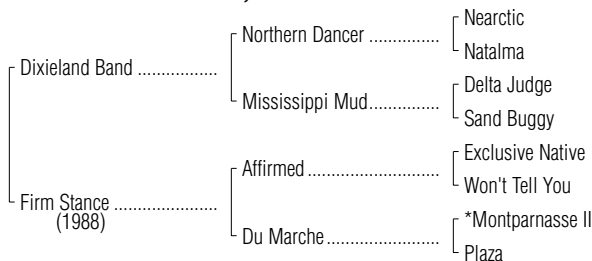 Nearctic
Northern Dancer ...............
Natalma
Dixieland Band .................
Delta Judge
Mississippi Mud...............
Sand Buggy
Exclusive Native
Affirmed ............................
Won't Tell You
Firm Stance ......................
(1988)
*Montparnasse II
Du Marche........................
Plaza